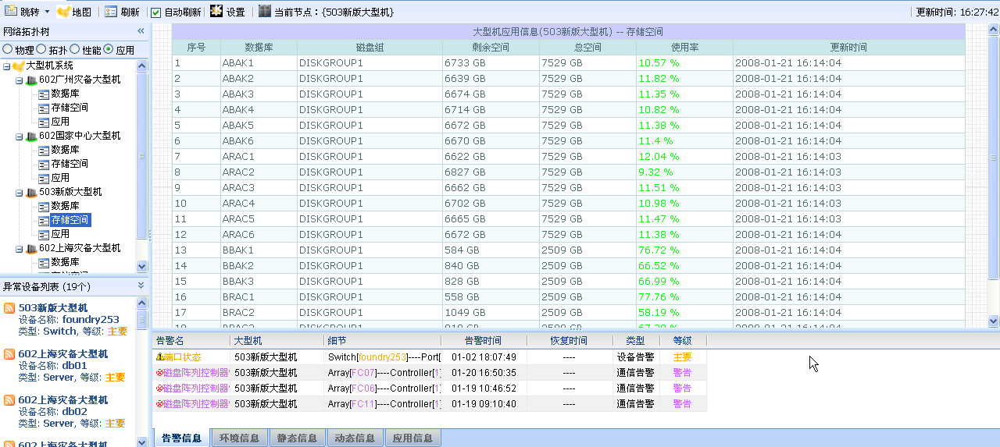 跳转 地图 刷新 自动刷新 设置 当前节点：{503新版大型机} 更新时间: 16:27:42
网络拓扑树
物理 拓扑 性能 应用
大型机系统
602广州灾备大型机
数据库
存储空间
应用
602国家中心大型机
数据库
存储空间
应用
503新版大型机
数据库
存储空间
应用
602上海灾备大型机
数据库
异常设备列表 (19个)
503新版大型机
设备名称: foundry253
类型: Switch, 等级: 主要
602上海灾备大型机
设备名称: db01
类型: Server, 等级: 主要
602上海灾备大型机
设备名称: db02
类型: Server, 等级: 主要
602上海灾备大型机
大型机应用信息(503新版大型机) -- 存储空间
序号 数据库 磁盘组 剩余空间 总空间 使用率 更新时间
1 ABAK1 DISKGROUP1 6733 GB 7529 GB 10.57 % 2008-01-21 16:14:04
2 ABAK2 DISKGROUP1 6639 GB 7529 GB 11.82 % 2008-01-21 16:14:04
3 ABAK3 DISKGROUP1 6674 GB 7529 GB 11.35 % 2008-01-21 16:14:04
4 ABAK4 DISKGROUP1 6714 GB 7529 GB 10.82 % 2008-01-21 16:14:04
5 ABAK5 DISKGROUP1 6672 GB 7529 GB 11.38 % 2008-01-21 16:14:04
6 ABAK6 DISKGROUP1 6670 GB 7529 GB 11.4 % 2008-01-21 16:14:04
7 ARAC1 DISKGROUP1 6622 GB 7529 GB 12.04 % 2008-01-21 16:14:03
8 ARAC2 DISKGROUP1 6827 GB 7529 GB 9.32 % 2008-01-21 16:14:03
9 ARAC3 DISKGROUP1 6662 GB 7529 GB 11.51 % 2008-01-21 16:14:03
10 ARAC4 DISKGROUP1 6702 GB 7529 GB 10.98 % 2008-01-21 16:14:03
11 ARAC5 DISKGROUP1 6665 GB 7529 GB 11.47 % 2008-01-21 16:14:03
12 ARAC6 DISKGROUP1 6672 GB 7529 GB 11.38 % 2008-01-21 16:14:03
13 BBAK1 DISKGROUP1 584 GB 2509 GB 76.72 % 2008-01-21 16:14:04
14 BBAK2 DISKGROUP1 840 GB 2509 GB 66.52 % 2008-01-21 16:14:04
15 BBAK3 DISKGROUP1 828 GB 2509 GB 66.99 % 2008-01-21 16:14:04
16 BRAC1 DISKGROUP1 558 GB 2509 GB 77.76 % 2008-01-21 16:14:04
17 BRAC2 DISKGROUP1 1049 GB 2509 GB 58.19 % 2008-01-21 16:14:04
告警名 大型机 细节 告警时间 恢复时间 类型 等级
端口状态 503新版大型机 Switch[foundry253]----Port[ 01-02 18:07:49 ---- 设备告警 主要
磁盘阵列控制器 503新版大型机 Array[FC07]----Controller[1 01-20 16:50:35 ---- 通信告警 警告
磁盘阵列控制器 503新版大型机 Array[FC06]----Controller[1 01-19 10:46:52 ---- 通信告警 警告
磁盘阵列控制器 503新版大型机 Array[FC11]----Controller[1 01-19 09:10:40 ---- 通信告警 警告
告警信息 环境信息 静态信息 动态信息 应用信息